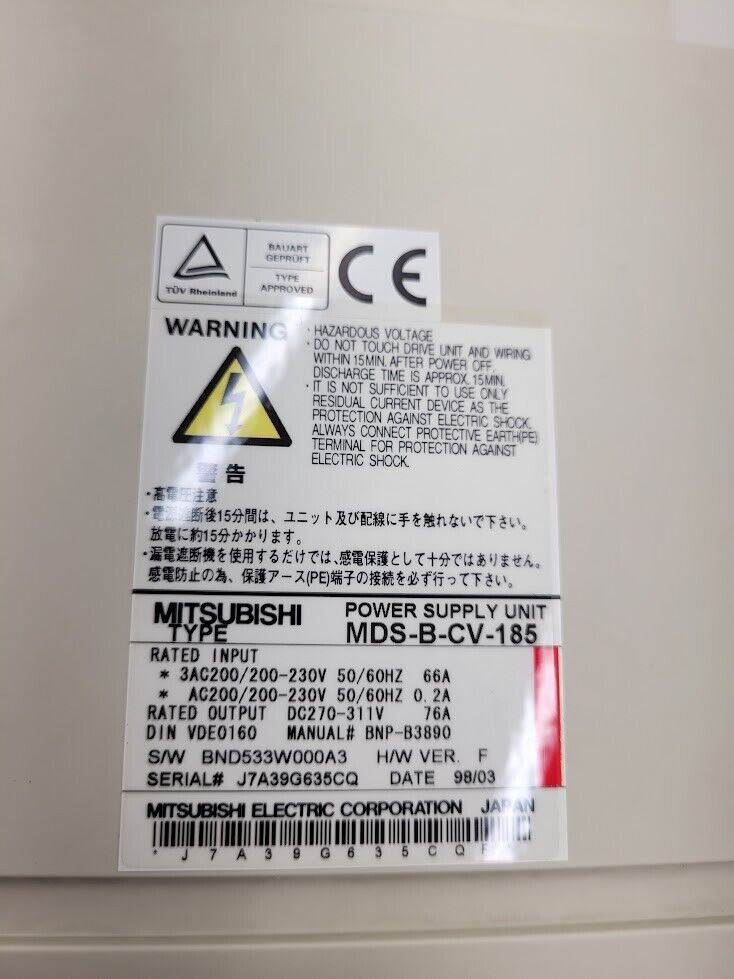 TÜV Rheinland
BAUART
GEPRÜFT
TYPE
APPROVED
CE
WARNING
・HAZARDOUS VOLTAGE
・DO NOT TOUCH DRIVE UNIT AND WIRING
WITHIN 15MIN. AFTER POWER OFF.
DISCHARGE TIME IS APPROX. 15MIN.
・IT IS NOT SUFFICIENT TO USE ONLY
RESIDUAL CURRENT DEVICE AS THE
PROTECTION AGAINST ELECTRIC SHOCK.
ALWAYS CONNECT PROTECTIVE EARTH(PE)
TERMINAL FOR PROTECTION AGAINST
ELECTRIC SHOCK.
警告
・高電圧注意
・電源遮断後15分間は、ユニット及び配線に手を触れないで下さい。
放電に約15分かかります。
・漏電遮断機を使用するだけでは、感電保護として十分ではありません。
感電防止の為、保護アース(PE)端子の接続を必ず行って下さい。
MITSUBISHI POWER SUPPLY UNIT
TYPE MDS-B-CV-185
RATED INPUT
* 3AC200/200-230V 50/60HZ 66A
* AC200/200-230V 50/60HZ 0.2A
RATED OUTPUT DC270-311V 76A
DIN VDE0160 MANUAL# BNP-B3890
S/W BND533W000A3 H/W VER. F
SERIAL# J7A39G635CQ DATE 98/03
MITSUBISHI ELECTRIC CORPORATION JAPAN
* J 7 A 3 9 G 6 3 5 C Q F